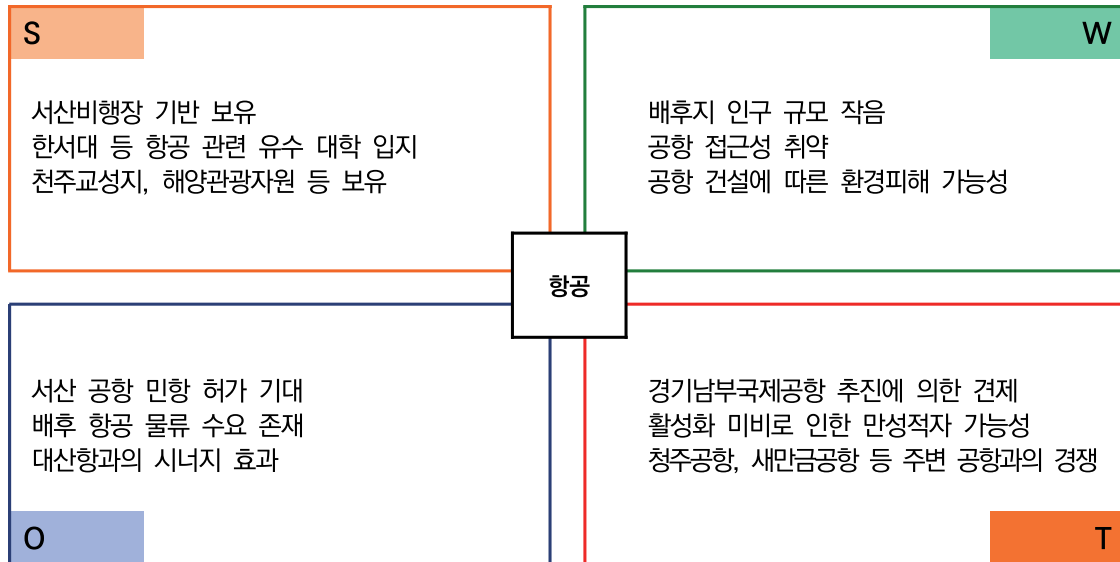 S
서산비행장 기반 보유
한서대 등 항공 관련 유수 대학 입지
천주교성지, 해양관광자원 등 보유
W
배후지 인구 규모 작음
공항 접근성 취약
공항 건설에 따른 환경피해 가능성
항공
서산 공항 민항 허가 기대
배후 항공 물류 수요 존재
대산항과의 시너지 효과
O
경기남부국제공항 추진에 의한 견제
활성화 미비로 인한 만성적자 가능성
청주공항, 새만금공항 등 주변 공항과의 경쟁
T